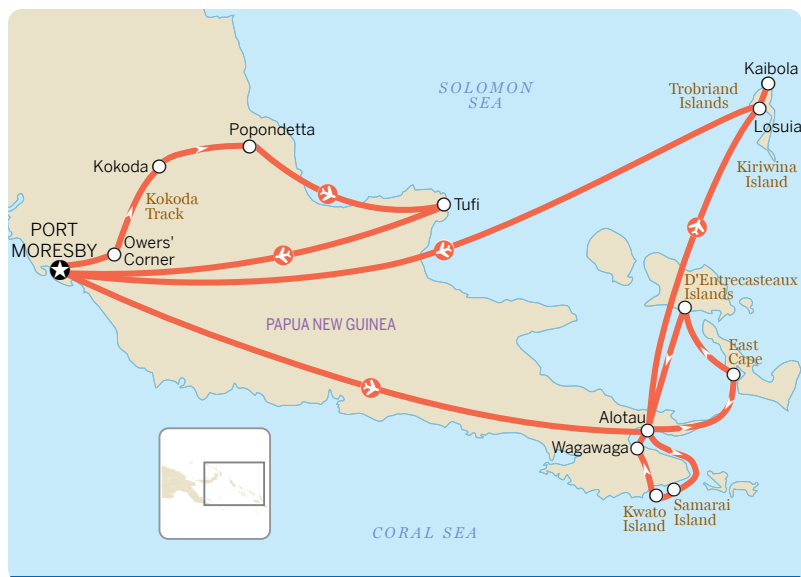 Kaibola
SOLOMON
SEA
Trobriand
Islands
Losuia
Popondetta
Kokoda
Kiriwina
Island
Kokoda
Track
Tufi
PORT
MORESBY
Owers'
Corner
D'Entrecasteaux
Islands
PAPUA NEW GUINEA
East
Cape
Alotau
Wagawaga
Kwato
Island
Samarai
Island
CORAL SEA